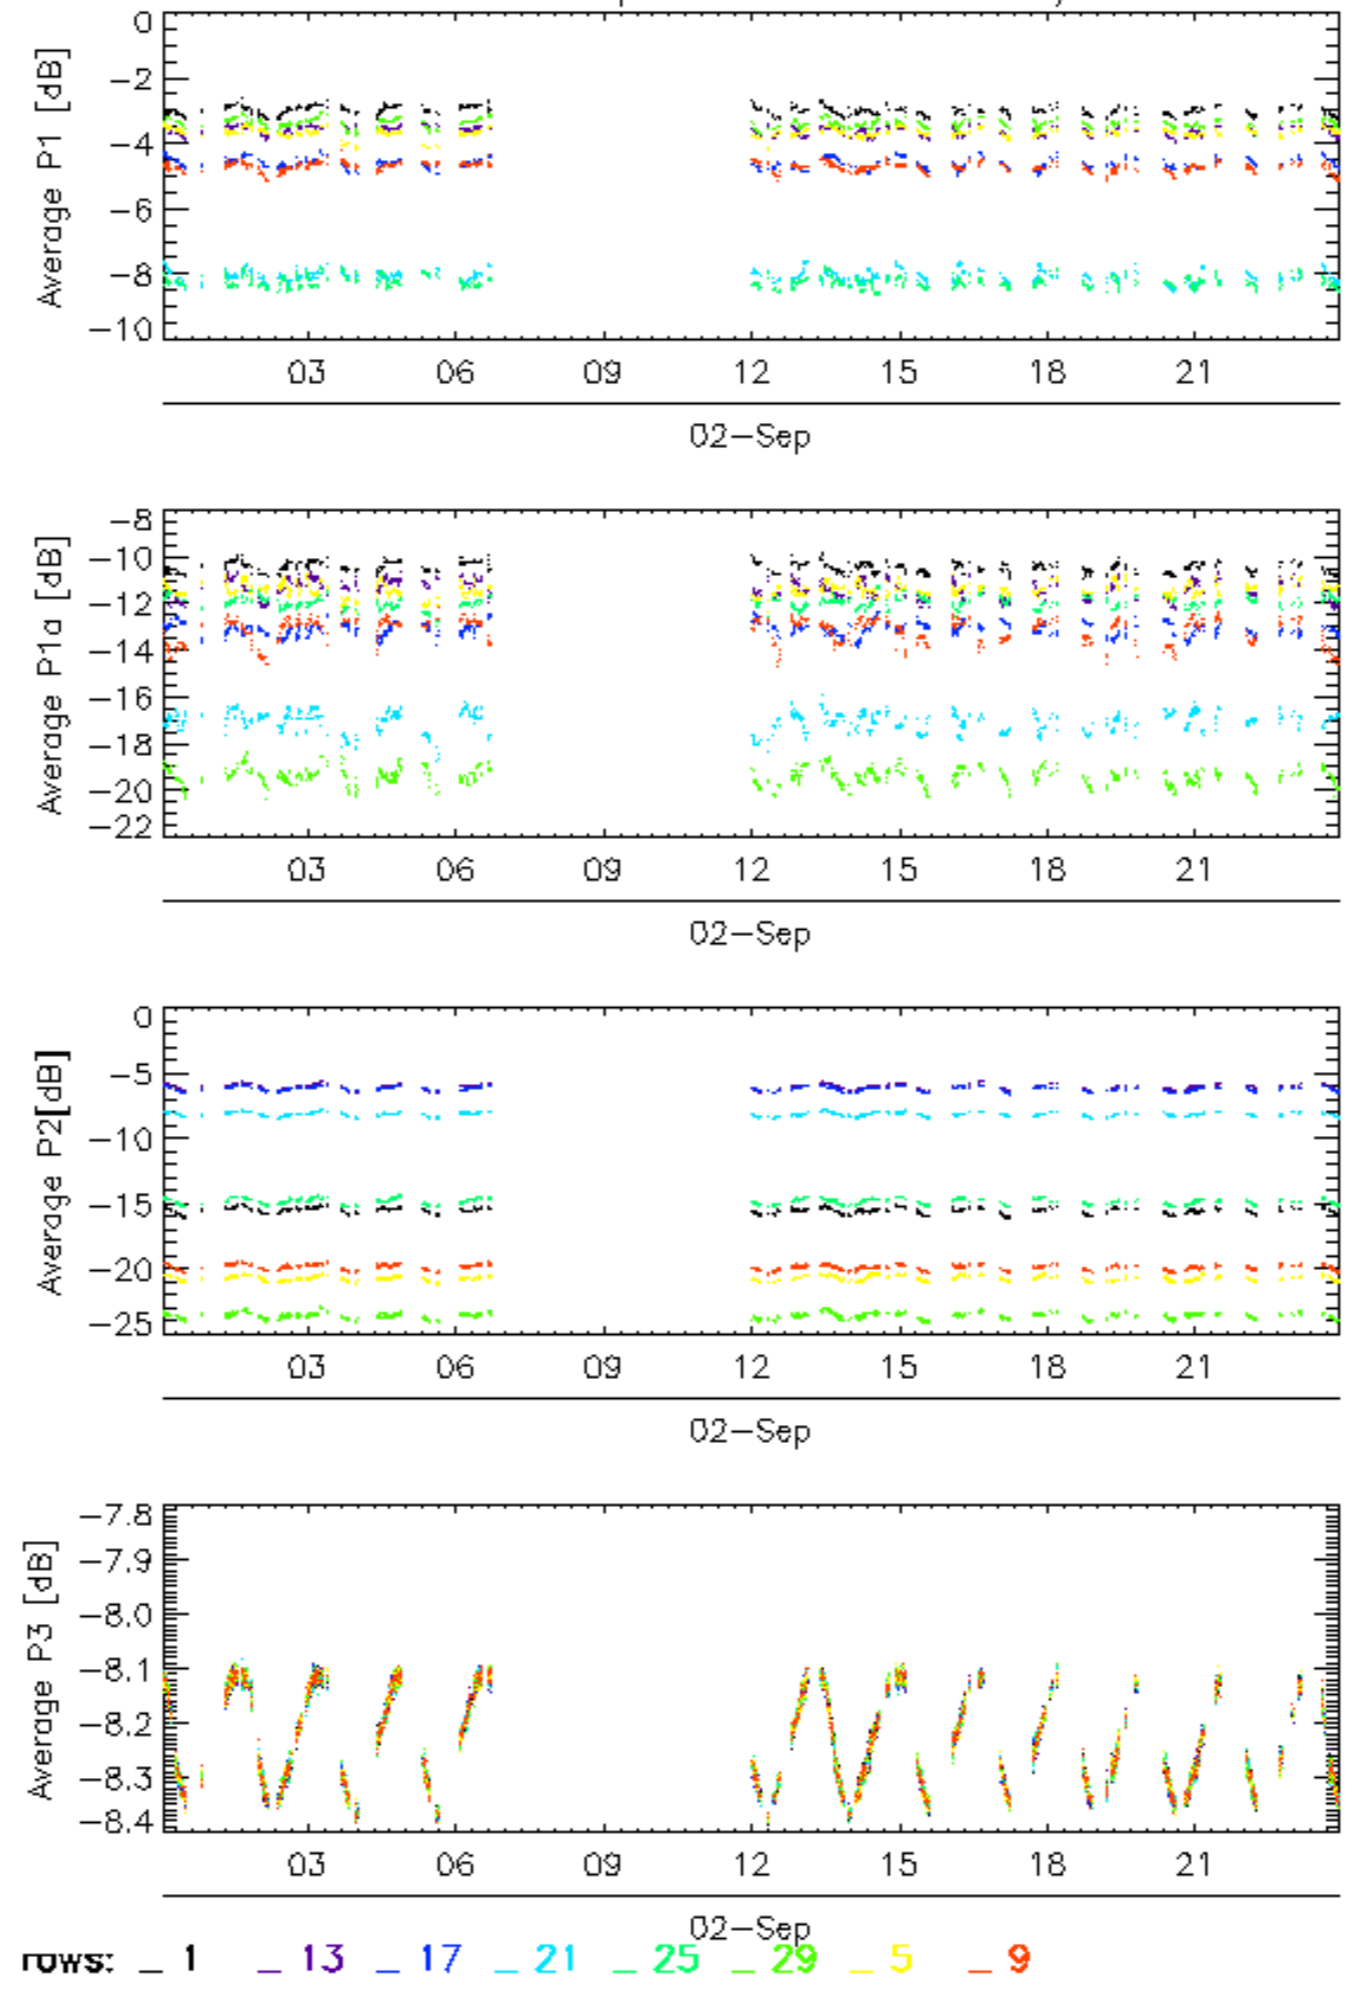 0
-2
-4
-6
-8
-10
Average P1 [dB]
03 06 09 12 15 18 21
02-Sep
-8
-10
-12
-14
-16
-18
-20
-22
Average P1a [dB]
03 06 09 12 15 18 21
02-Sep
0
-5
-10
-15
-20
-25
Average P2[dB]
03 06 09 12 15 18 21
02-Sep
-7.8
-7.9
-8.0
-8.1
-8.2
-8.3
-8.4
Average P3 [dB]
03 06 09 12 15 18 21
02-Sep
rows: _ 1 _ 13 _ 17 _ 21 _ 25 _ 29 _ 5 _ 9